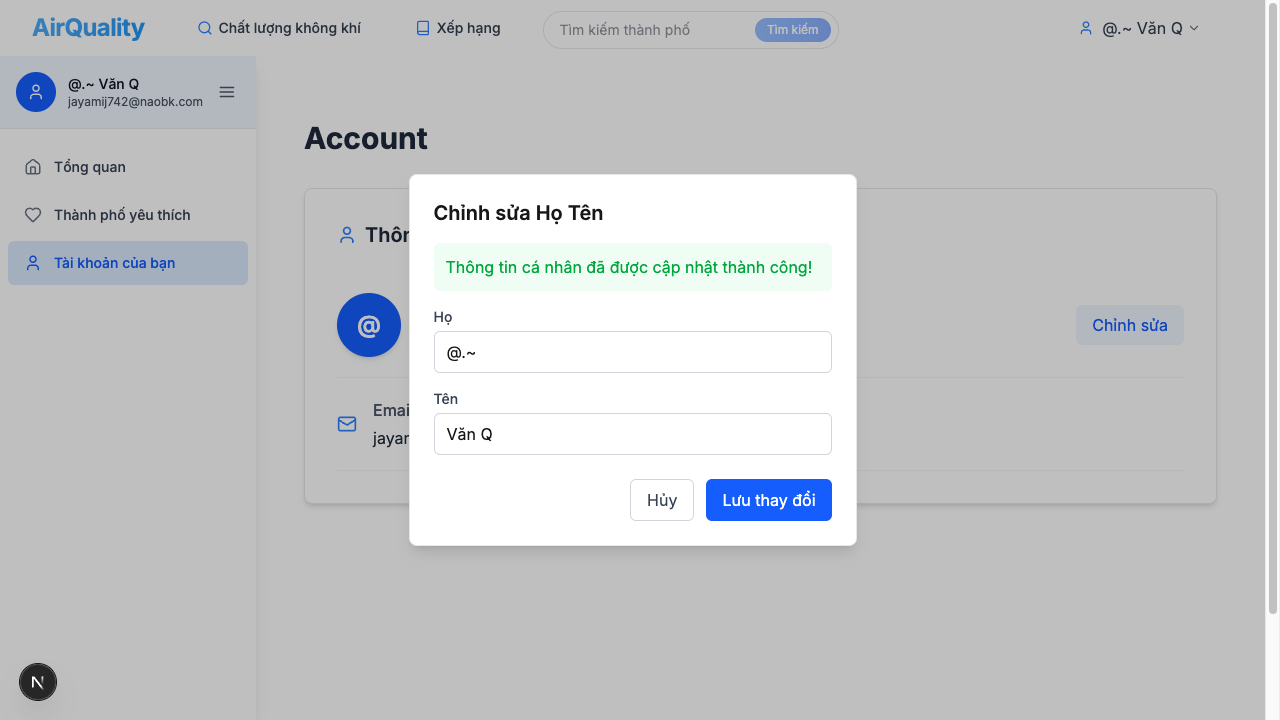 AirQuality
Chất lượng không khí
Xếp hạng
Tìm kiếm thành phố
Tìm kiếm
@.~ Văn Q
@.~ Văn Q
jayamij742@naobk.com
Tổng quan
Thành phố yêu thích
Tài khoản của bạn
Account
Thôn
@
Chỉnh sửa
Emai
jayan
Chỉnh sửa Họ Tên
Thông tin cá nhân đã được cập nhật thành công!
Họ
@.~
Tên
Văn Q
Hủy
Lưu thay đổi
N